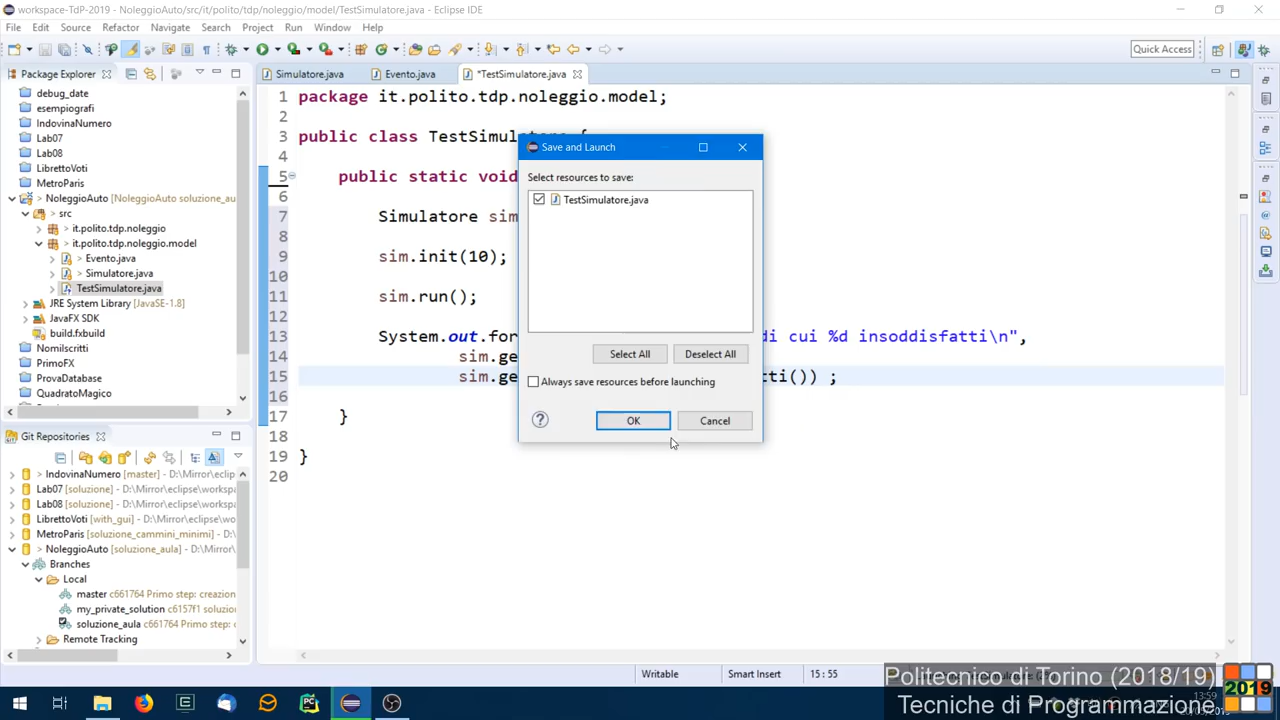 workspace-TdP-2019 - NoleggioAuto/src/it/polito/tdp/noleggio/model/TestSimulatore.java - Eclipse IDE
File Edit Source Refactor Navigate Search Project Run Window Help
Quick Access
Package Explorer
Simulatore.java
Evento.java
*TestSimulatore.java
debug_date
esempiografi
IndovinaNumero
Lab07
Lab08
LibrettoVoti
MetroParis
> NoleggioAuto [NoleggioAuto soluzione_au
> src
> it.polito.tdp.noleggio
> it.polito.tdp.noleggio.model
Evento.java
Simulatore.java
TestSimulatore.java
JRE System Library [JavaSE-1.8]
JavaFX SDK
build.fxbuild
NomiIscritti
PrimoFX
ProvaDatabase
QuadratoMagico
Git Repositories
> IndovinaNumero [master] - D:\Mirror\eclip
Lab07 [soluzione] - D:\Mirror\eclipse\worksp
Lab08 [soluzione] - D:\Mirror\eclipse\worksp
LibrettoVoti [with_gui] - D:\Mirror\eclipse\wo
MetroParis [soluzione_cammini_minimi] - D:
> NoleggioAuto [soluzione_aula] - D:\Mirror\
Branches
Local
master c661764 Primo step: creazion
my_private_solution c6157f1 soluzion
soluzione_aula c661764 Primo step:
Remote Tracking
1 package it.polito.tdp.noleggio.model;
2
3 public class TestSimulatore {
4
5 public static void
6
7 Simulatore sim
8
9 sim.init(10);
10
11 sim.run();
12
13 System.out.for di cui %d insoddisfatti\n",
14 sim.ge
15 sim.ge tti()) ;
16
17 }
18
19 }
20
Save and Launch
Select resources to save:
TestSimulatore.java
Select All
Deselect All
Always save resources before launching
OK
Cancel
Writable
Smart Insert
15 : 55
Politecnico di Torino (2018/19)
Tecniche di Programmazione
2019
13:59